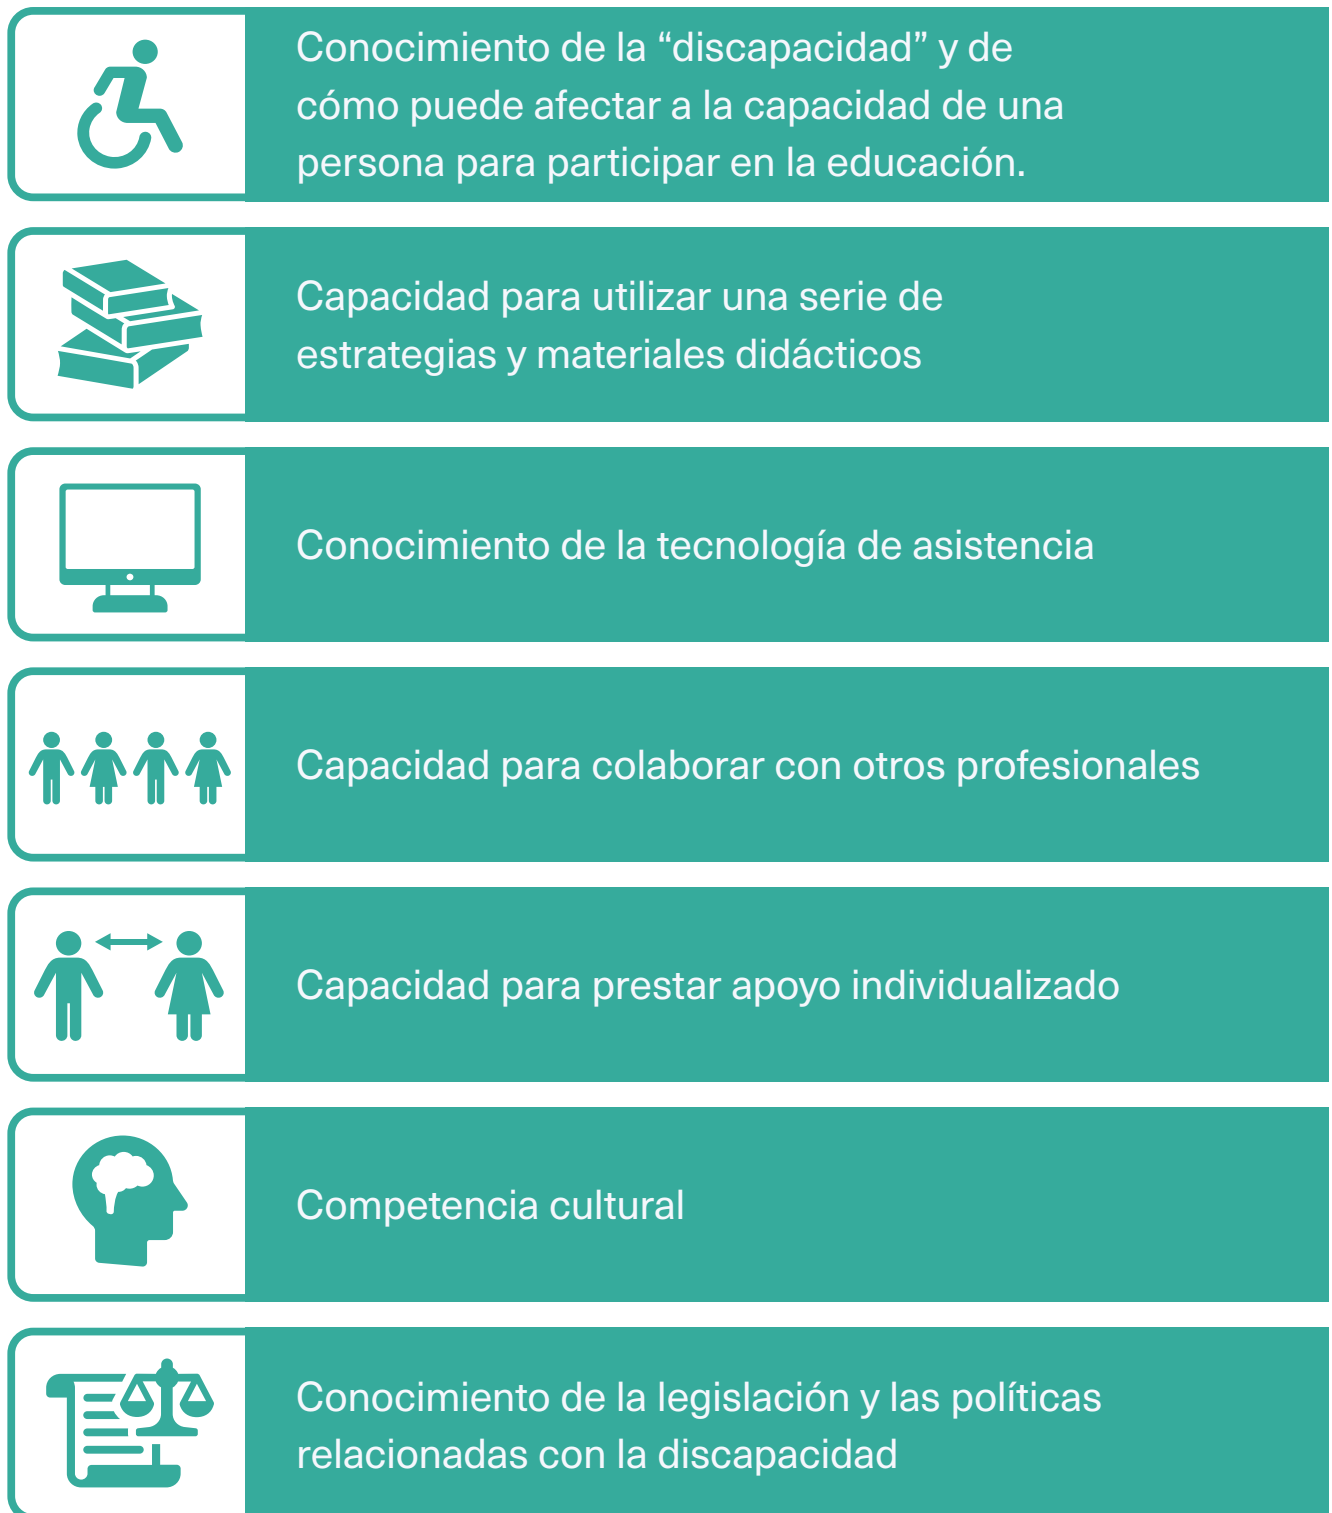 Conocimiento de la “discapacidad” y de
cómo puede afectar a la capacidad de una
persona para participar en la educación.
Capacidad para utilizar una serie de
estrategias y materiales didácticos
Conocimiento de la tecnología de asistencia
Capacidad para colaborar con otros profesionales
Capacidad para prestar apoyo individualizado
Competencia cultural
Conocimiento de la legislación y las políticas
relacionadas con la discapacidad